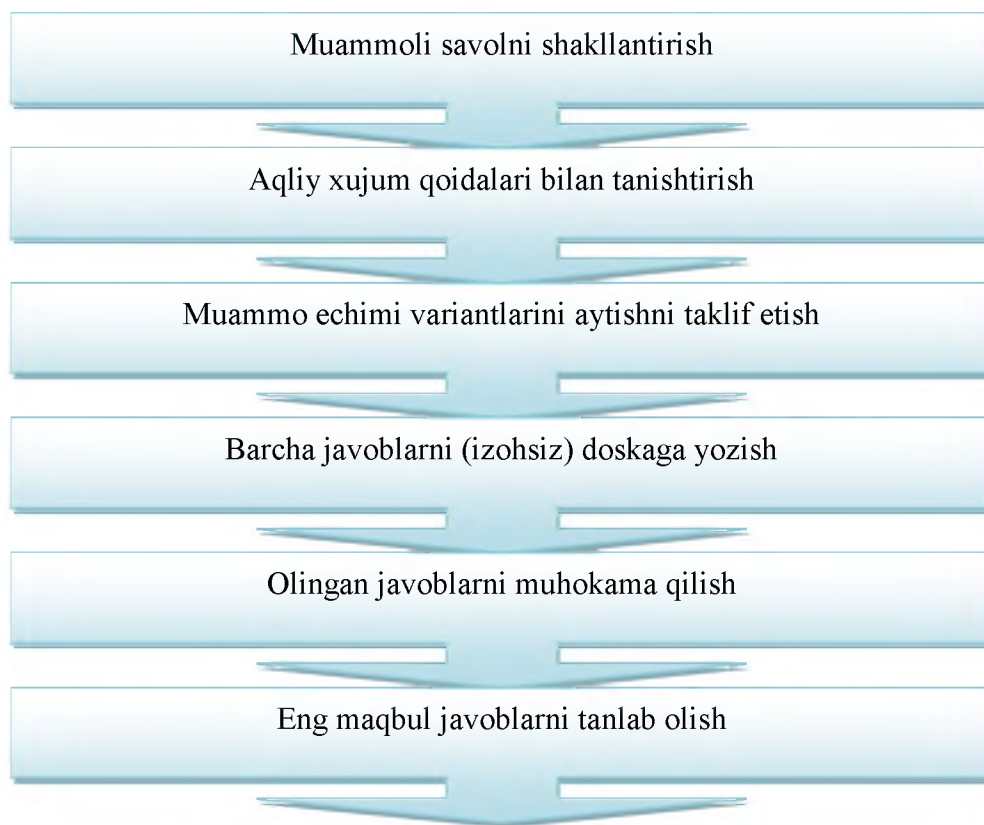 Muammoli savolni shakllantirish
Aqliy xujum qoidalari bilan tanishtirish
Muammo echimi variantlarini aytishni taklif etish
Barcha javoblarni (izohsiz) doskaga yozish
Olingan javoblarni muhokama qilish
Eng maqbul javoblarni tanlab olish